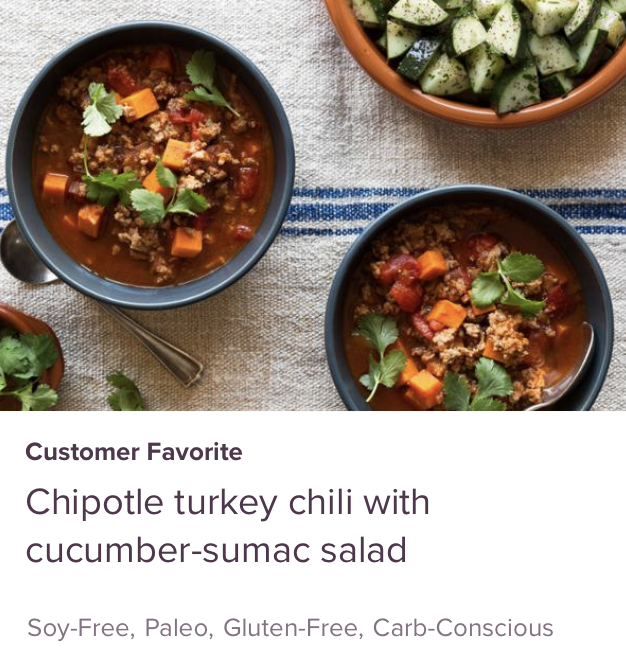 Customer Favorite
Chipotle turkey chili with
cucumber-sumac salad
Soy-Free, Paleo, Gluten-Free, Carb-Conscious